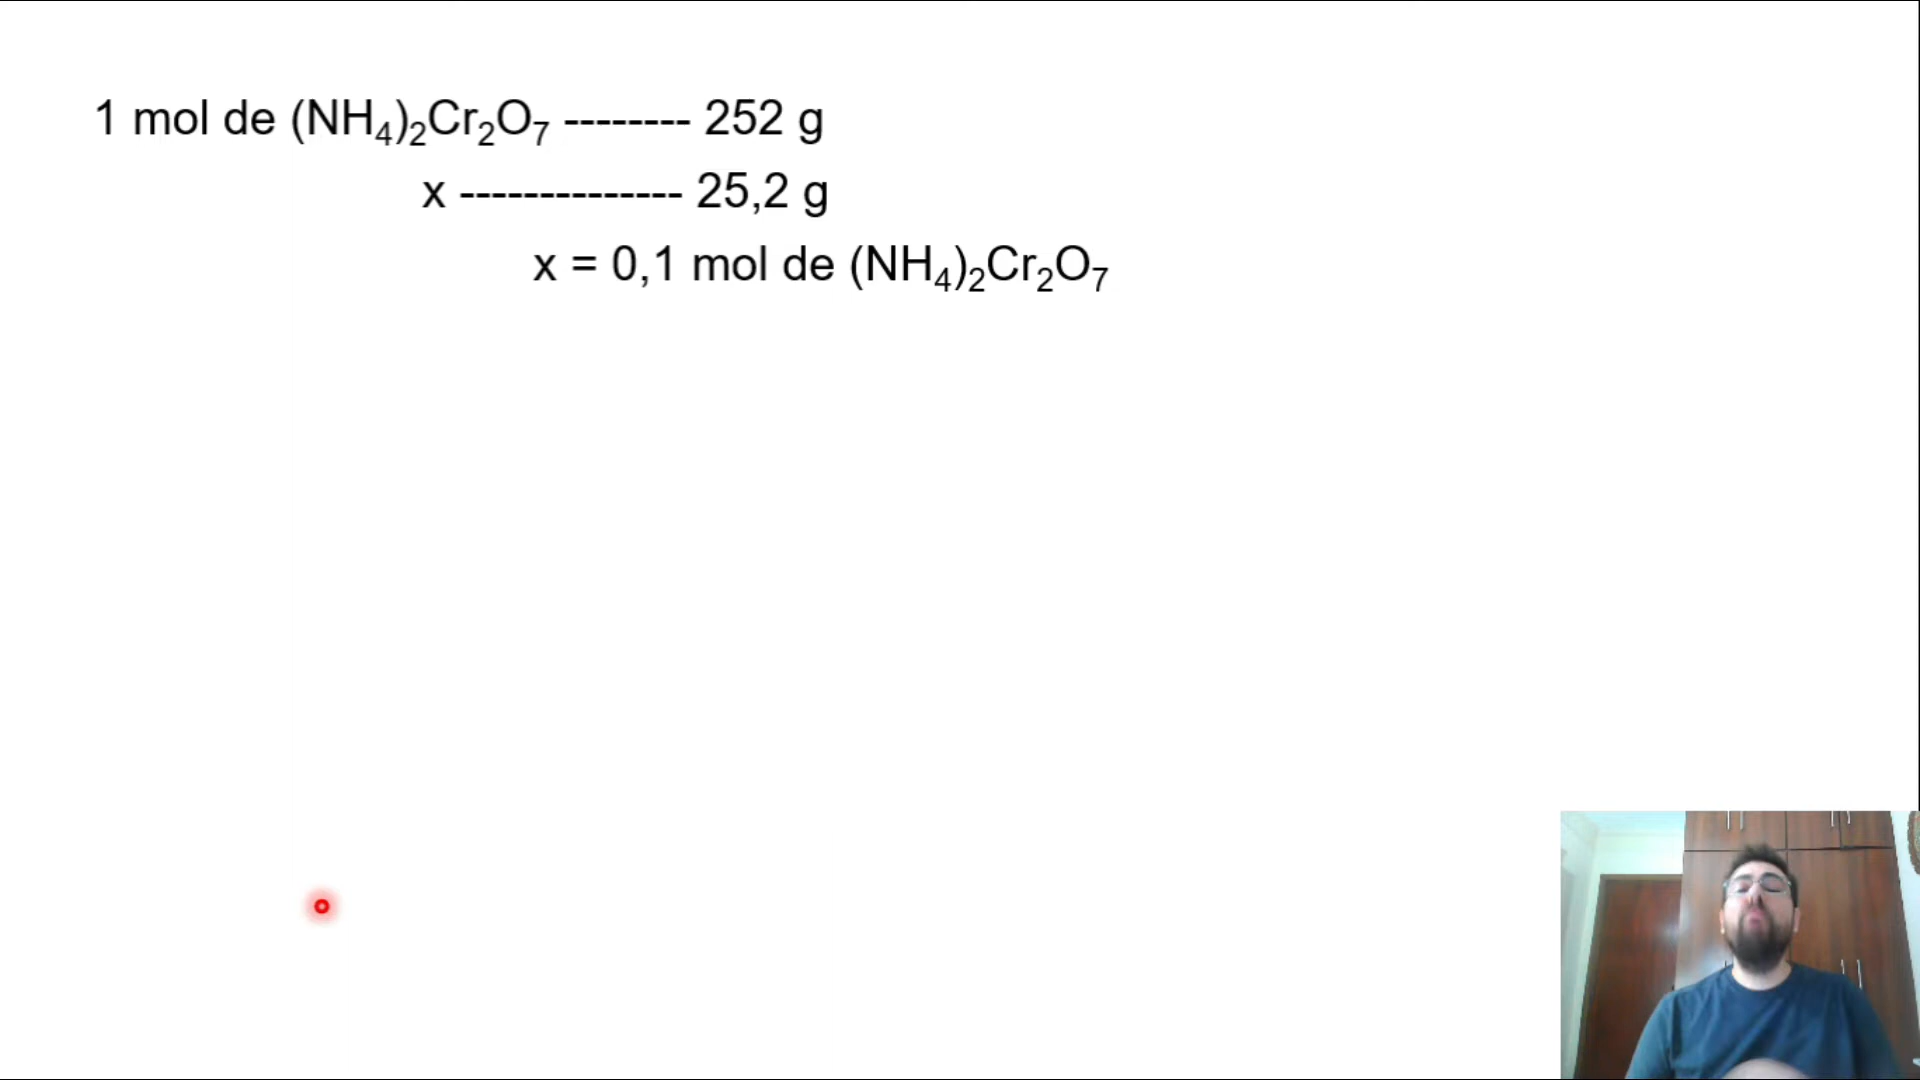 1 mol de (NH₄)₂Cr₂O₇ -------- 252 g
x -------------- 25,2 g
x = 0,1 mol de (NH₄)₂Cr₂O₇